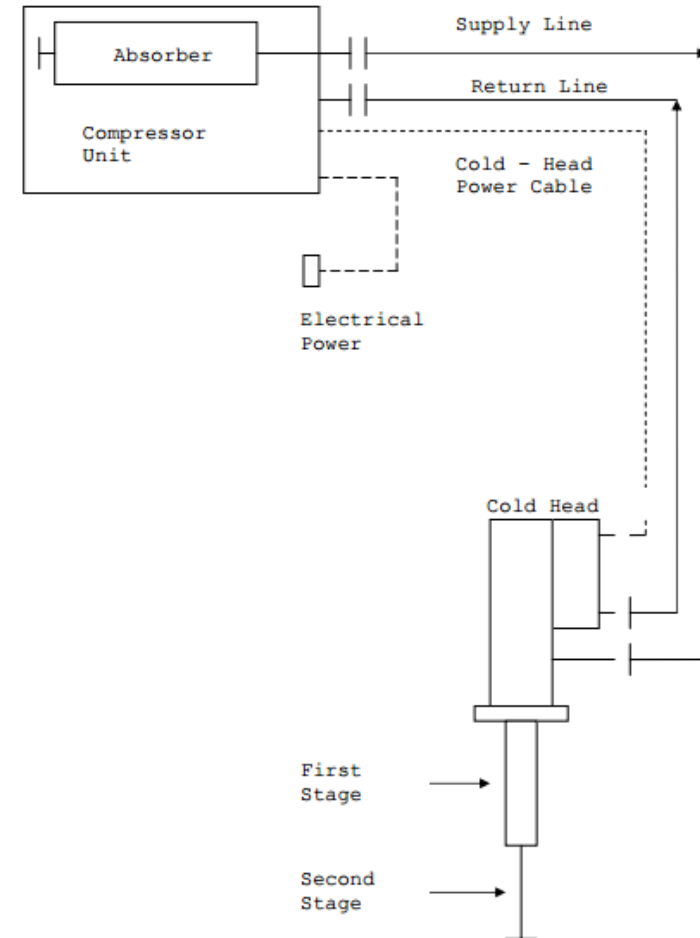 Supply Line
Absorber
Return Line
Compressor
Unit
Cold - Head
Power Cable
Electrical
Power
Cold Head
First
Stage
Second
Stage